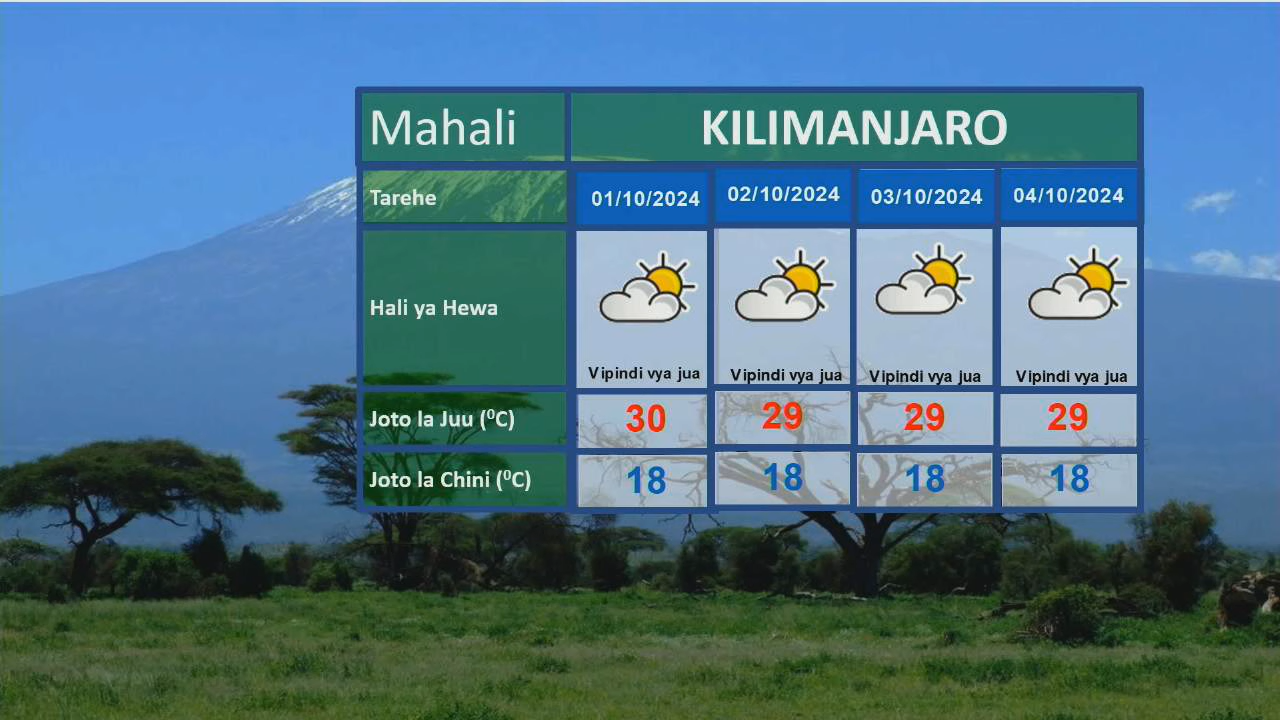 Mahali KILIMANJARO
Tarehe 01/10/2024 02/10/2024 03/10/2024 04/10/2024
Hali ya Hewa
Vipindi vya jua Vipindi vya jua Vipindi vya jua Vipindi vya jua
Joto la Juu (⁰C) 30 29 29 29
Joto la Chini (⁰C) 18 18 18 18